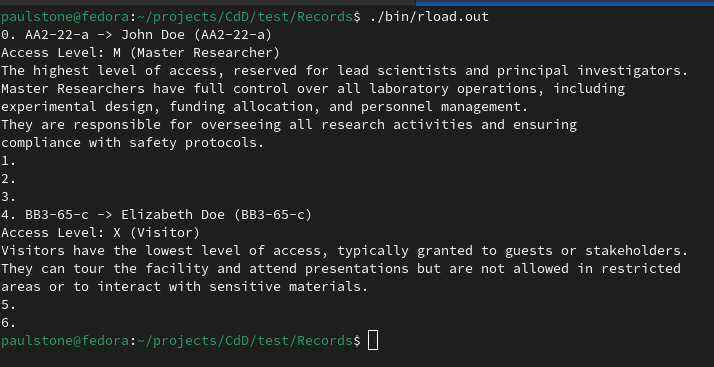 paulstone@fedora:~/projects/CdD/test/Records$ ./bin/rload.out
0. AA2-22-a -> John Doe (AA2-22-a)
Access Level: M (Master Researcher)
The highest level of access, reserved for lead scientists and principal investigators.
Master Researchers have full control over all laboratory operations, including
experimental design, funding allocation, and personnel management.
They are responsible for overseeing all research activities and ensuring
compliance with safety protocols.
1.
2.
3.
4. BB3-65-c -> Elizabeth Doe (BB3-65-c)
Access Level: X (Visitor)
Visitors have the lowest level of access, typically granted to guests or stakeholders.
They can tour the facility and attend presentations but are not allowed in restricted
areas or to interact with sensitive materials.
5.
6.
paulstone@fedora:~/projects/CdD/test/Records$